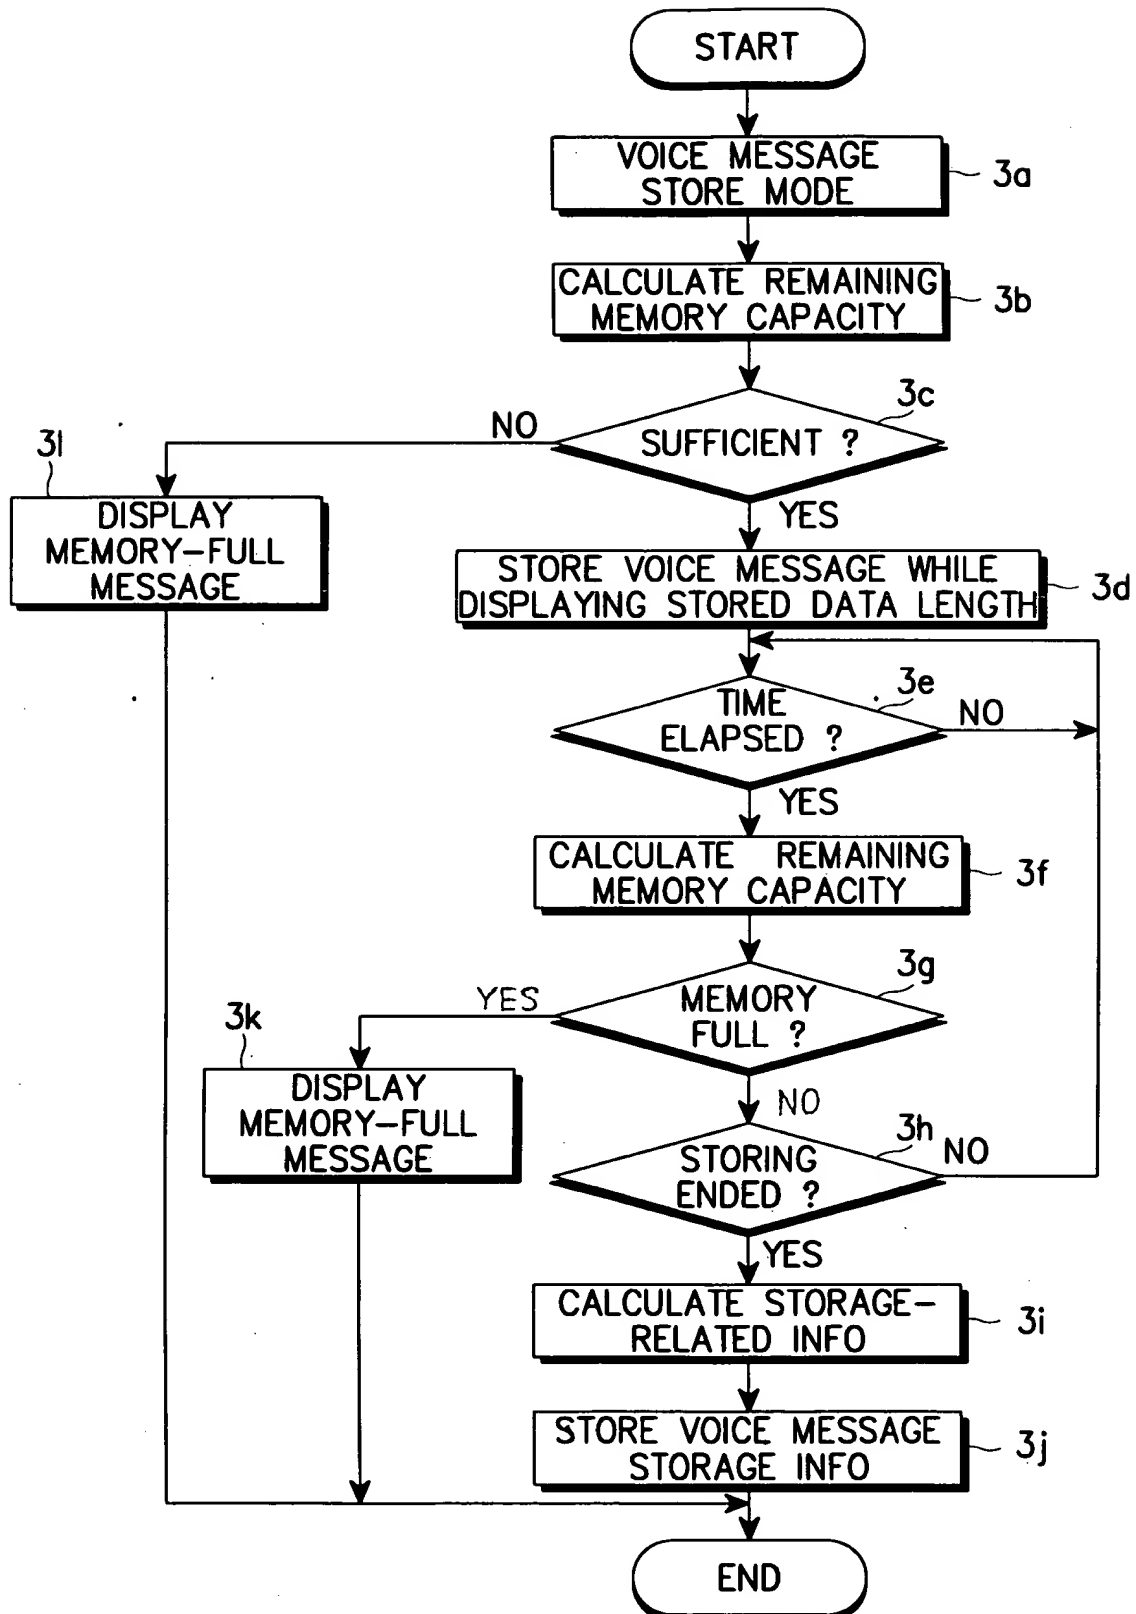 START
VOICE MESSAGE
STORE MODE
3a
CALCULATE REMAINING
MEMORY CAPACITY
3b
3c
SUFFICIENT ?
NO
YES
3l
DISPLAY
MEMORY-FULL
MESSAGE
STORE VOICE MESSAGE WHILE
DISPLAYING STORED DATA LENGTH
3d
3e
TIME
ELAPSED ?
NO
YES
CALCULATE REMAINING
MEMORY CAPACITY
3f
3g
MEMORY
FULL ?
YES
NO
3k
DISPLAY
MEMORY-FULL
MESSAGE
3h
STORING
ENDED ?
NO
YES
CALCULATE STORAGE-
RELATED INFO
3i
STORE VOICE MESSAGE
STORAGE INFO
3j
END